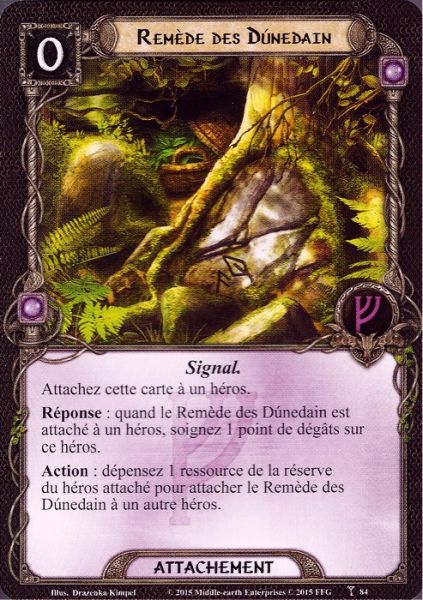 0
Remède des Dúnedain
Signal.
Attachez cette carte à un héros.
Réponse : quand le Remède des Dúnedain est
attaché à un héros, soignez 1 point de dégâts sur
ce héros.
Action : dépensez 1 ressource de la réserve
du héros attaché pour attacher le Remède des
Dúnedain à un autre héros.
ATTACHEMENT
Illus. Drazenka Kimpel © 2015 Middle-earth Enterprises © 2015 FFG 84